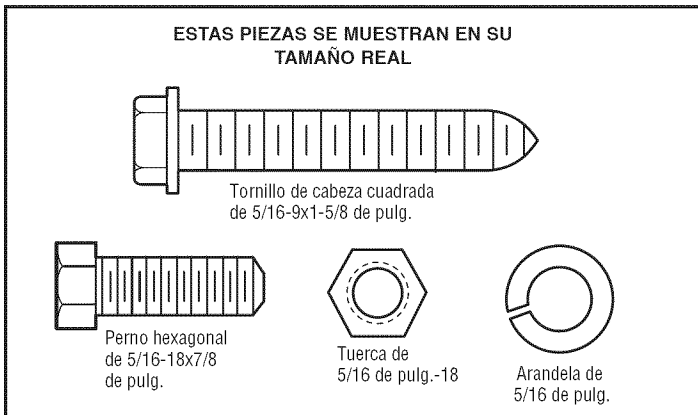 ESTAS PIEZAS SE MUESTRAN EN SU
TAMAÑO REAL
Tornillo de cabeza cuadrada
de 5/16-9x1-5/8 de pulg.
Perno hexagonal
de 5/16-18x7/8
de pulg.
Tuerca de
5/16 de pulg.-18
Arandela de
5/16 de pulg.